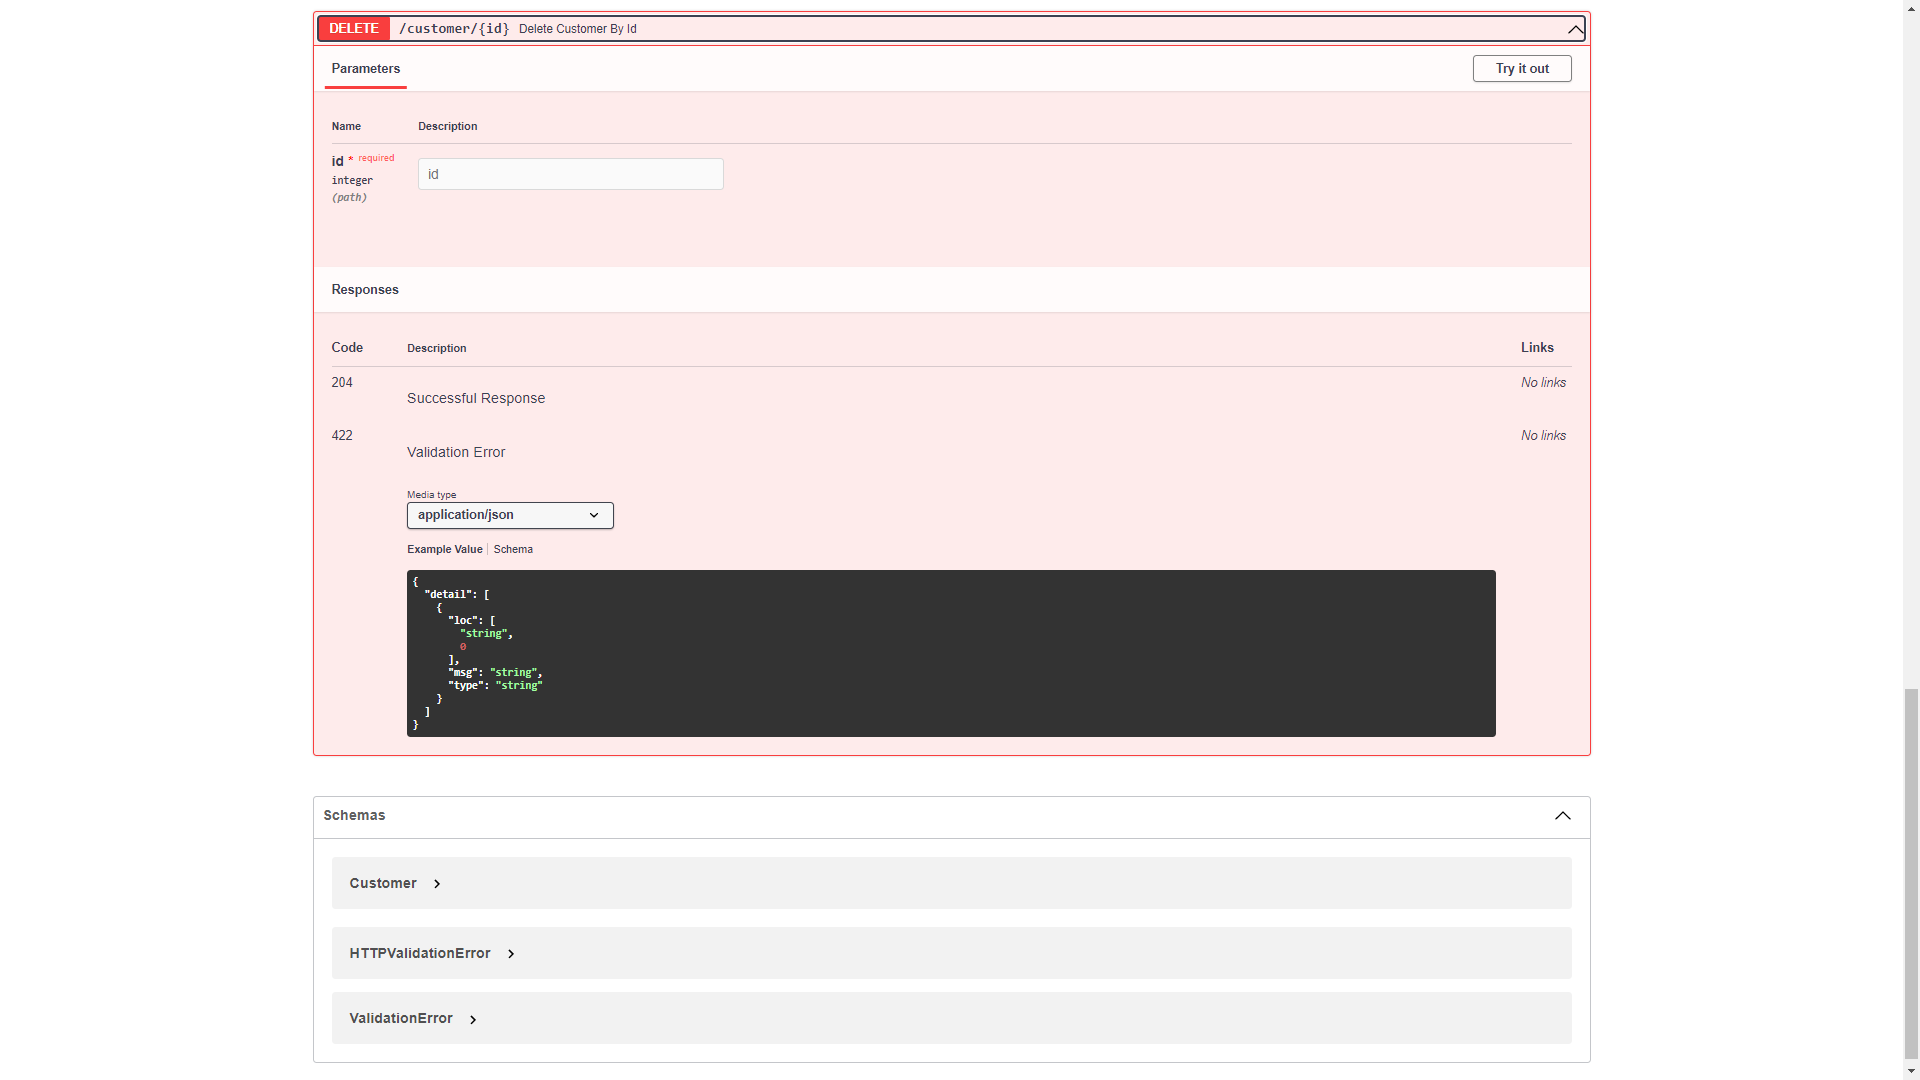 DELETE /customer/{id} Delete Customer By Id
Parameters Try it out
Name Description
id * required
integer
(path)
id
Responses
Code Description Links
204 No links
Successful Response
422 No links
Validation Error
Media type
application/json
Example Value Schema
{
  "detail": [
    {
      "loc": [
        "string",
        0
      ],
      "msg": "string",
      "type": "string"
    }
  ]
}
Schemas
Customer
HTTPValidationError
ValidationError